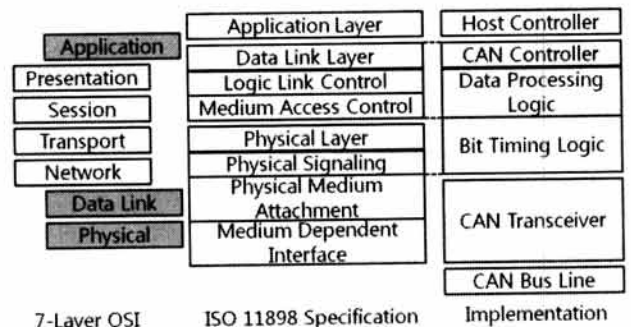 Application
Presentation
Session
Transport
Network
Data Link
Physical
7-Layer OSI
Application Layer
Data Link Layer
Logic Link Control
Medium Access Control
Physical Layer
Physical Signaling
Physical Medium
Attachment
Medium Dependent
Interface
ISO 11898 Specification
Host Controller
CAN Controller
Data Processing
Logic
Bit Timing Logic
CAN Transceiver
CAN Bus Line
Implementation